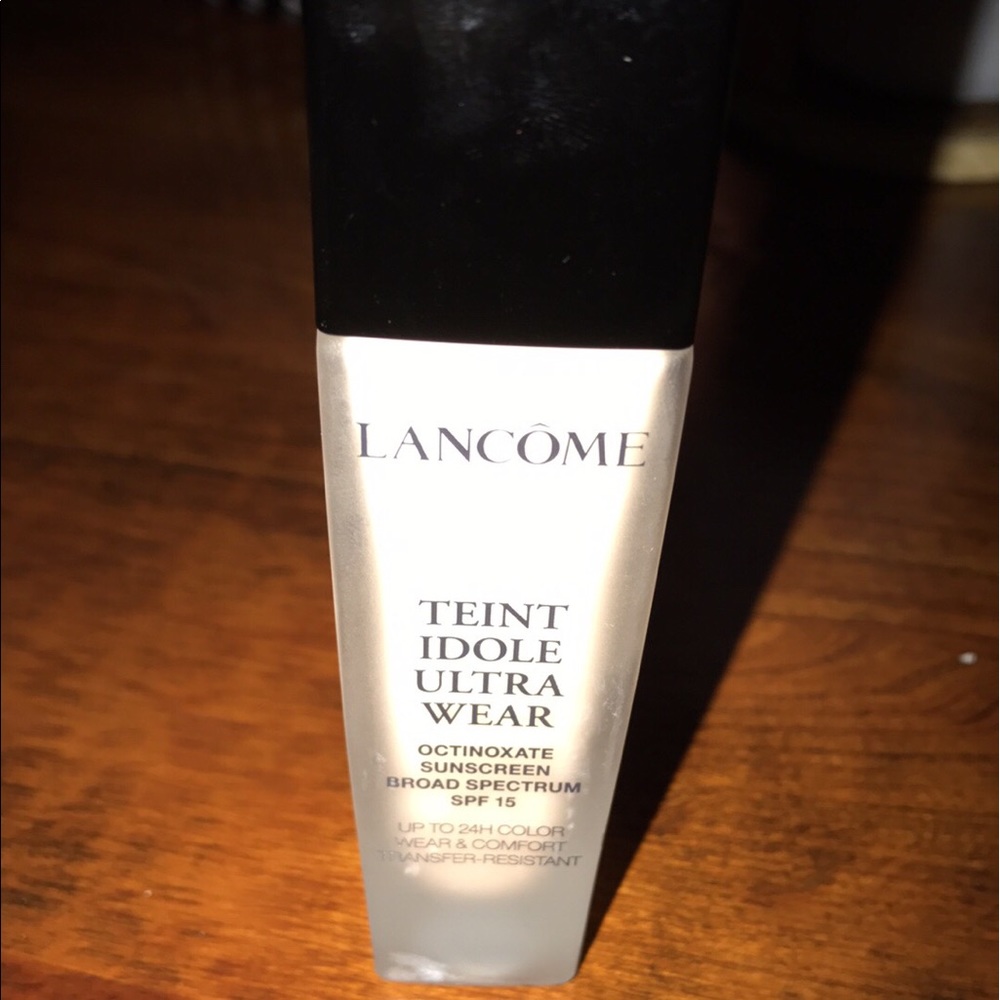 LANCÔME
TEINT
IDOLE
ULTRA
WEAR
OCTINOXATE
SUNSCREEN
BROAD SPECTRUM
SPF 15
UP TO 24H COLOR
WEAR & COMFORT
TRANSFER-RESISTANT